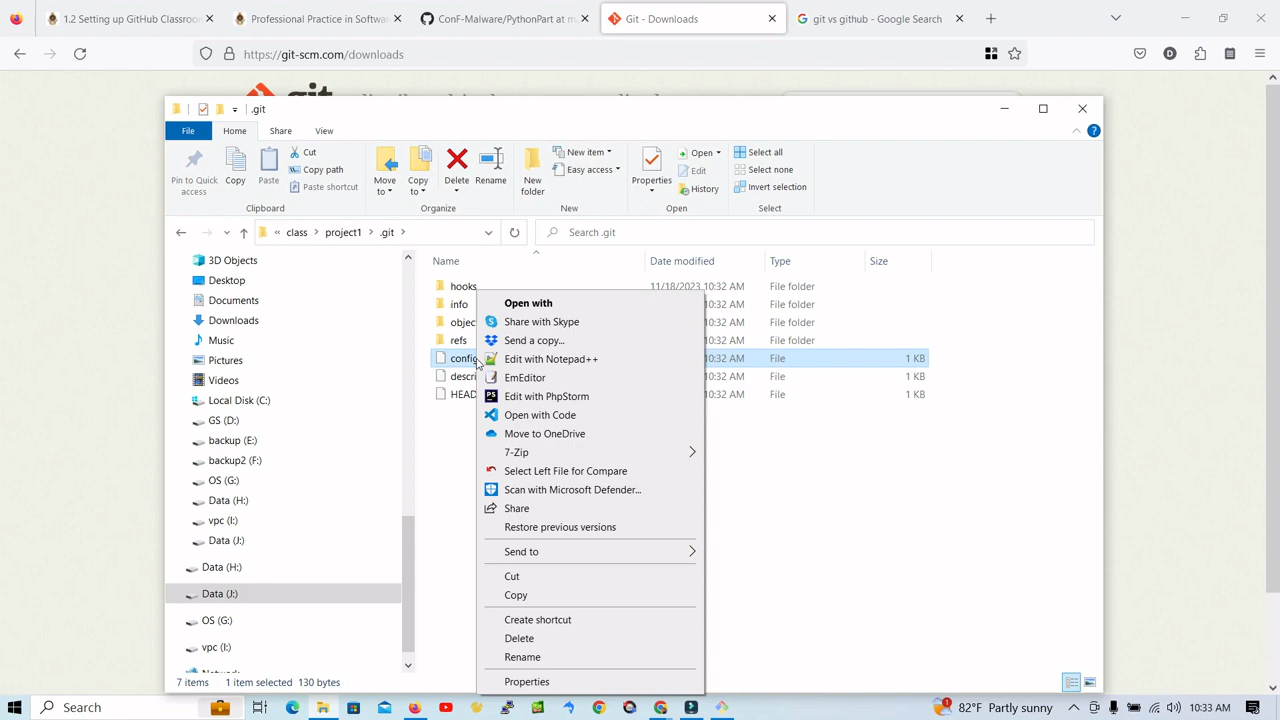 1.2 Setting up GitHub Classroom
Professional Practice in Softwar
ConF-Malware/PythonPart at m
Git - Downloads
git vs github - Google Search
https://git-scm.com/downloads
.git
File
Home
Share
View
Pin to Quick access
Copy
Paste
Cut
Copy path
Paste shortcut
Clipboard
Move to
Copy to
Delete
Rename
Organize
New folder
New item
Easy access
New
Properties
Open
Edit
History
Open
Select all
Select none
Invert selection
Select
« class > project1 > .git >
Search .git
3D Objects
Desktop
Documents
Downloads
Music
Pictures
Videos
Local Disk (C:)
GS (D:)
backup (E:)
backup2 (F:)
OS (G:)
Data (H:)
vpc (I:)
Data (J:)
Data (H:)
Data (J:)
OS (G:)
vpc (I:)
Name Date modified Type Size
hooks 11/18/2023 10:32 AM File folder
info 10:32 AM File folder
objec 10:32 AM File folder
refs 10:32 AM File folder
config 10:32 AM File 1 KB
descri 10:32 AM File 1 KB
HEAD 10:32 AM File 1 KB
Open with
Share with Skype
Send a copy...
Edit with Notepad++
EmEditor
Edit with PhpStorm
Open with Code
Move to OneDrive
7-Zip
Select Left File for Compare
Scan with Microsoft Defender...
Share
Restore previous versions
Send to
Cut
Copy
Create shortcut
Delete
Rename
Properties
7 items 1 item selected 130 bytes
Search
82°F Partly sunny
10:33 AM